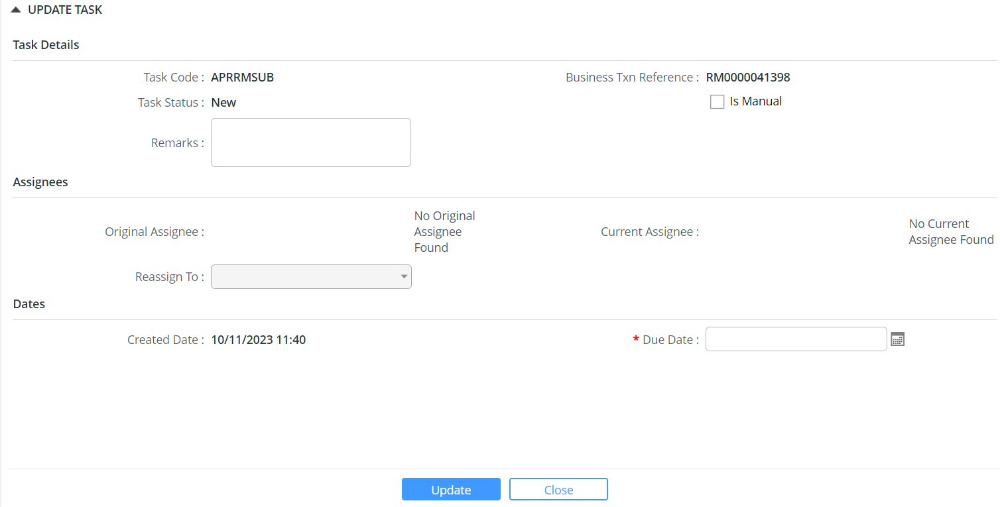 UPDATE TASK
Task Details
Task Code : APRRMSUB
Business Txn Reference : RM0000041398
Task Status : New
Is Manual
Remarks :
Assignees
Original Assignee :
No Original
Assignee
Found
Current Assignee :
No Current
Assignee Found
Reassign To :
Dates
Created Date : 10/11/2023 11:40
* Due Date :
Update
Close